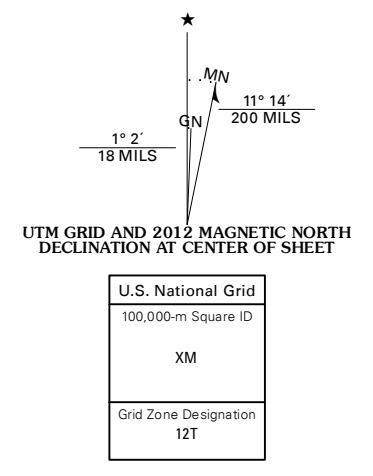 MN
11° 14´
200 MILS
GN
1° 2´
18 MILS
UTM GRID AND 2012 MAGNETIC NORTH
DECLINATION AT CENTER OF SHEET
U.S. National Grid
100,000-m Square ID
XM
Grid Zone Designation
12T